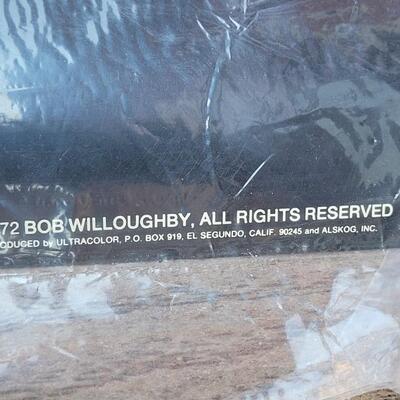 72 BOB WILLOUGHBY, ALL RIGHTS RESERVED
ODUCED by ULTRACOLOR, P.O. BOX 919, EL SEGUNDO, CALIF. 90245 and ALSKOG, INC.